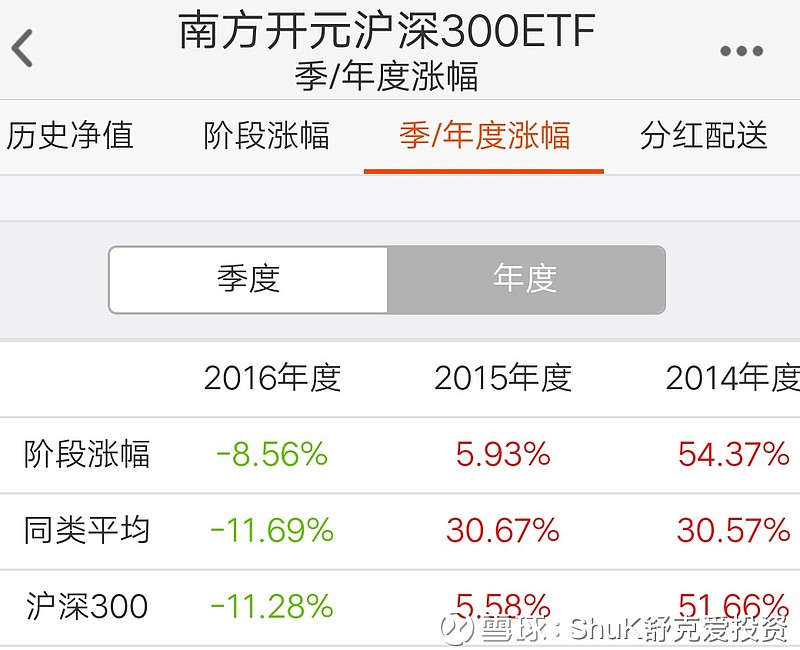 南方开元沪深300ETF
季/年度涨幅
历史净值 阶段涨幅 季/年度涨幅 分红配送
季度 年度
2016年度 2015年度 2014年度
阶段涨幅 -8.56% 5.93% 54.37%
同类平均 -11.69% 30.67% 30.57%
沪深300 -11.28% 5.58% 51.66%
雪球:ShuK舒克爱投资